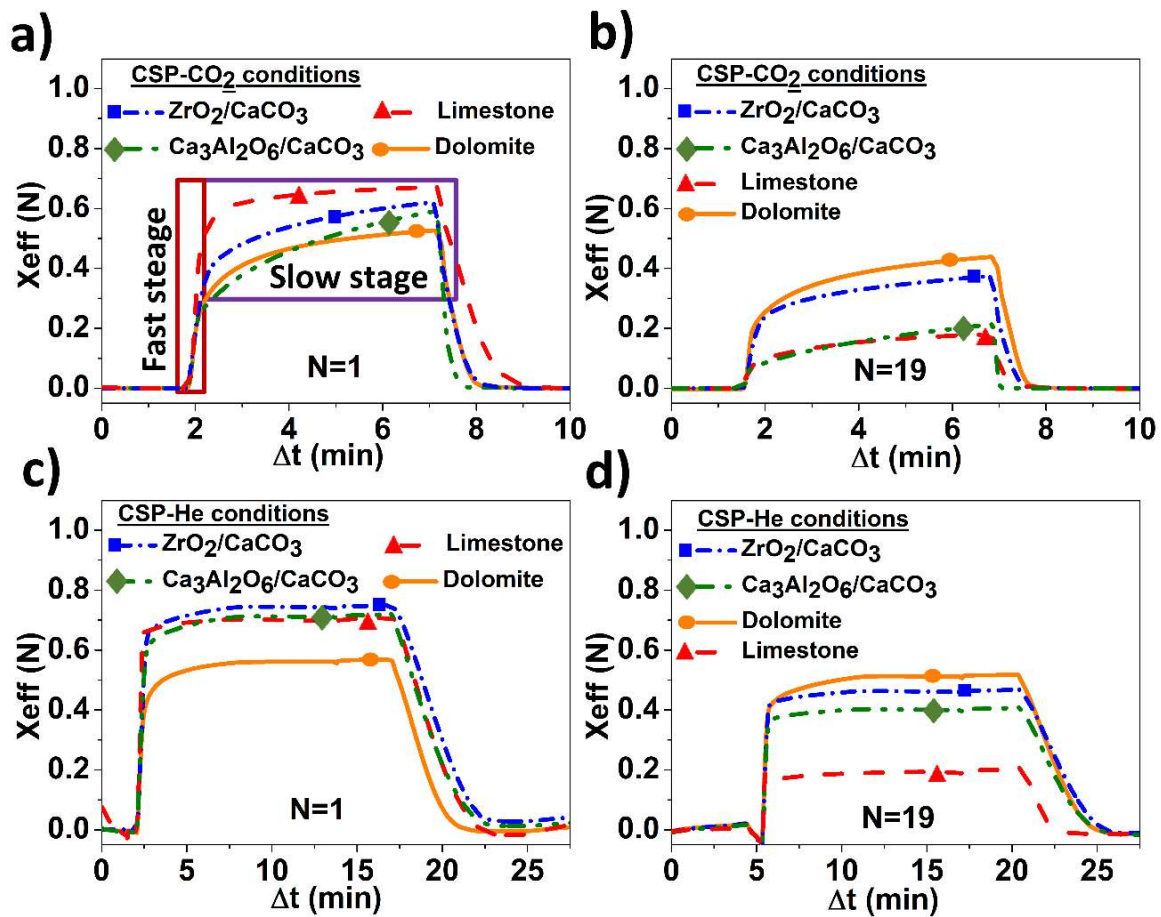 a)
CSP-CO2 conditions
ZrO2/CaCO3
Limestone
Ca3Al2O6/CaCO3
Dolomite
Fast steage
Slow stage
N=1
Xeff (N)
1.0
0.8
0.6
0.4
0.2
0.0
0 2 4 6 8 10
Δt (min)
b)
CSP-CO2 conditions
ZrO2/CaCO3
Ca3Al2O6/CaCO3
Limestone
Dolomite
N=19
Xeff (N)
1.0
0.8
0.6
0.4
0.2
0.0
0 2 4 6 8 10
Δt (min)
c)
CSP-He conditions
ZrO2/CaCO3
Limestone
Ca3Al2O6/CaCO3
Dolomite
N=1
Xeff (N)
1.0
0.8
0.6
0.4
0.2
0.0
0 5 10 15 20 25
Δt (min)
d)
CSP-He conditions
ZrO2/CaCO3
Ca3Al2O6/CaCO3
Dolomite
Limestone
N=19
Xeff (N)
1.0
0.8
0.6
0.4
0.2
0.0
0 5 10 15 20 25
Δt (min)